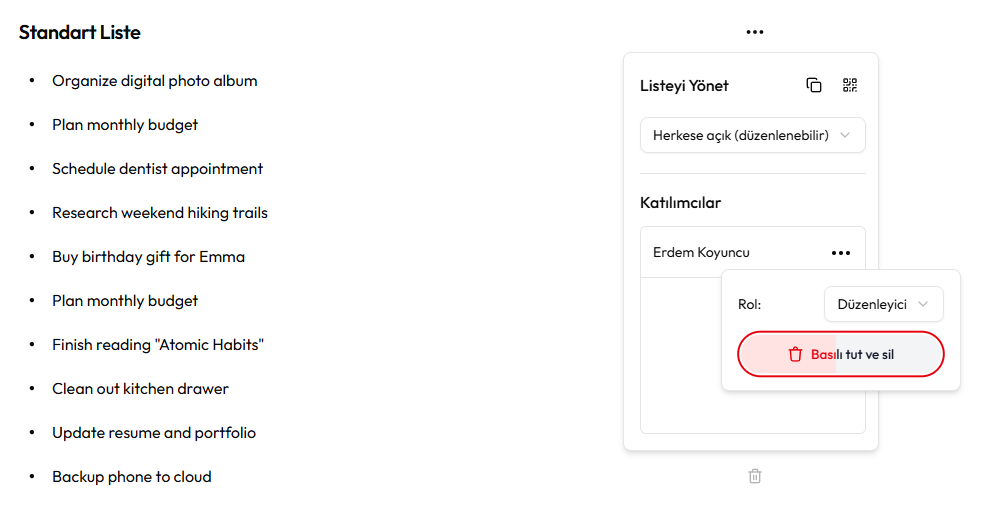 Standart Liste
Organize digital photo album
Plan monthly budget
Schedule dentist appointment
Research weekend hiking trails
Buy birthday gift for Emma
Plan monthly budget
Finish reading "Atomic Habits"
Clean out kitchen drawer
Update resume and portfolio
Backup phone to cloud
Listeyi Yönet
Herkese açık (düzenlenebilir)
Katılımcılar
Erdem Koyuncu
Rol: Düzenleyici
Basılı tut ve sil